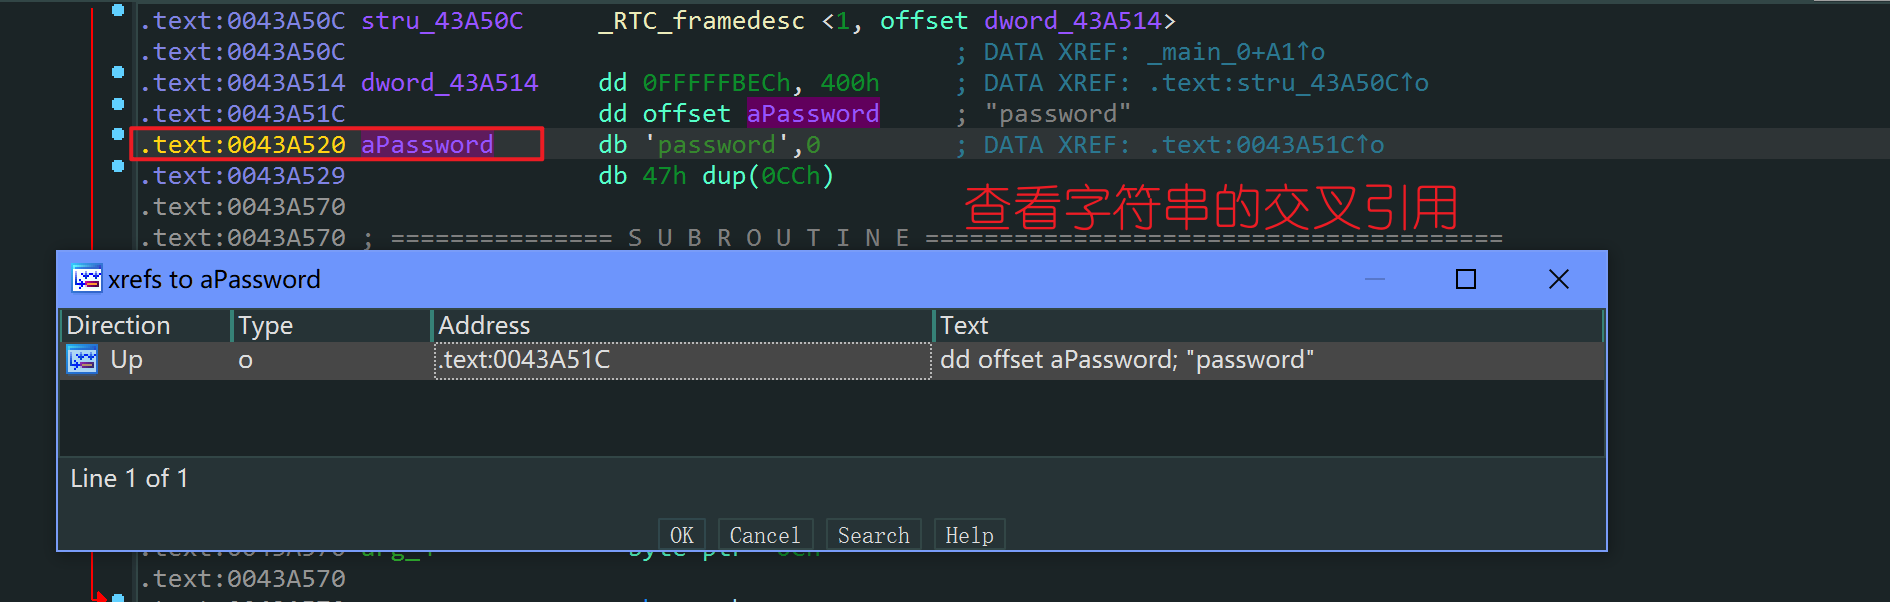 .text:0043A50C stru_43A50C _RTC_framedesc <1, offset dword_43A514>
.text:0043A50C ; DATA XREF: _main_0+A1↑o
.text:0043A514 dword_43A514 dd 0FFFFFBECh, 400h ; DATA XREF: .text:stru_43A50C↑o
.text:0043A51C dd offset aPassword ; "password"
.text:0043A520 aPassword db 'password',0 ; DATA XREF: .text:0043A51C↑o
.text:0043A529 db 47h dup(0CCh)
.text:0043A570
查看字符串的交叉引用
.text:0043A570 ; =============== S U B R O U T I N E =======================================
xrefs to aPassword
Direction Type Address Text
Up o .text:0043A51C dd offset aPassword; "password"
Line 1 of 1
OK Cancel Search Help
.text:0043A570